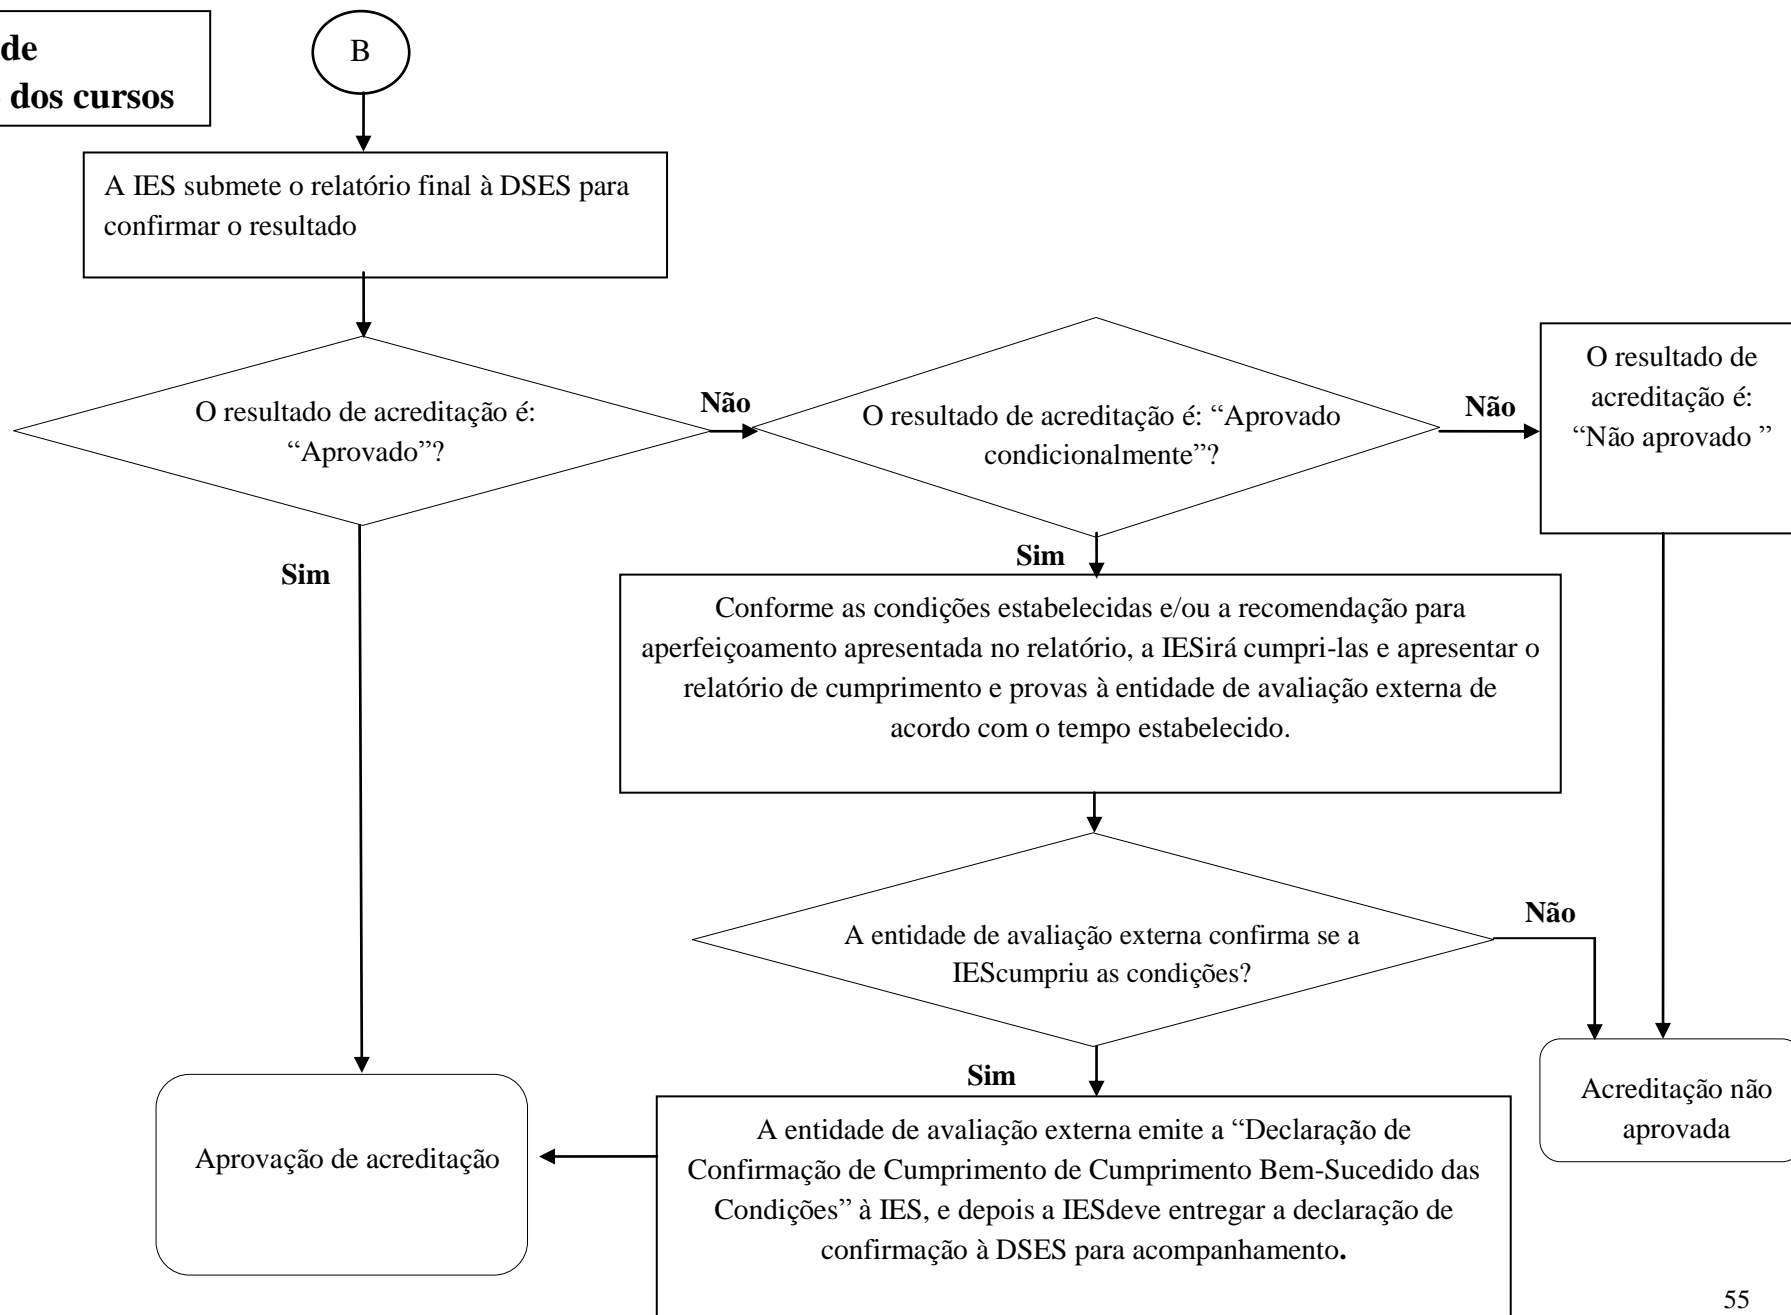 de
dos cursos
B
A IES submete o relatório final à DSES para
confirmar o resultado
O resultado de acreditação é:
“Aprovado”?
Não
O resultado de acreditação é: “Aprovado
condicionalmente”?
Não
O resultado de
acreditação é:
“Não aprovado ”
Sim
Sim
Conforme as condições estabelecidas e/ou a recomendação para
aperfeiçoamento apresentada no relatório, a IESirá cumpri-las e apresentar o
relatório de cumprimento e provas à entidade de avaliação externa de
acordo com o tempo estabelecido.
A entidade de avaliação externa confirma se a
IEScumpriu as condições?
Não
Sim
Aprovação de acreditação
A entidade de avaliação externa emite a “Declaração de
Confirmação de Cumprimento de Cumprimento Bem-Sucedido das
Condições” à IES, e depois a IESdeve entregar a declaração de
confirmação à DSES para acompanhamento.
Acreditação não
aprovada
55